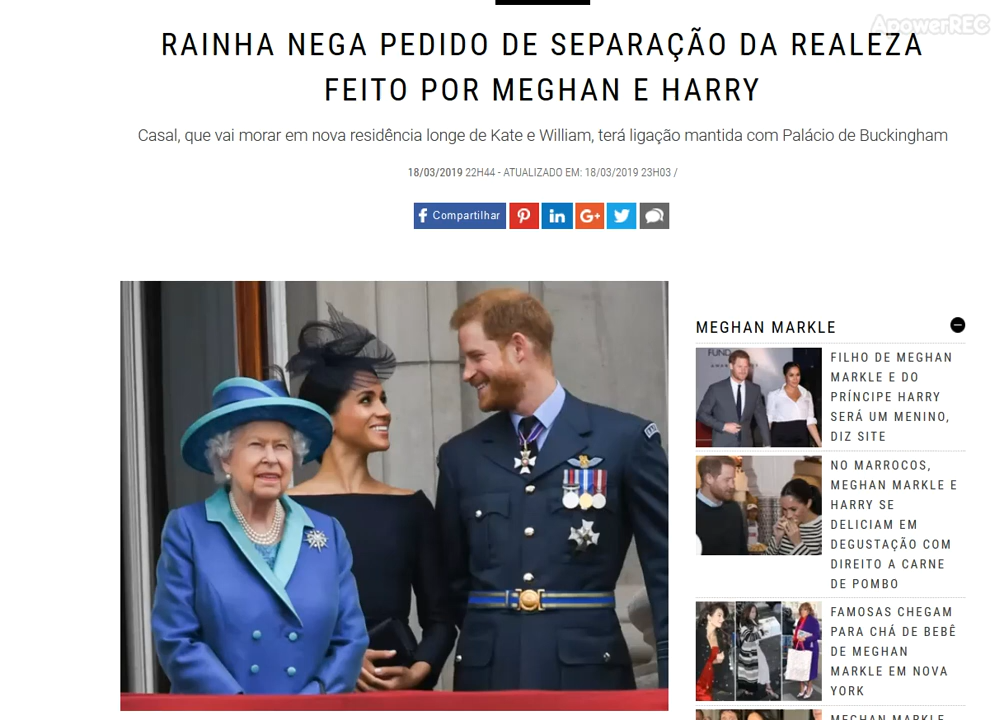 ApowerREC
RAINHA NEGA PEDIDO DE SEPARAÇÃO DA REALEZA
FEITO POR MEGHAN E HARRY
Casal, que vai morar em nova residência longe de Kate e William, terá ligação mantida com Palácio de Buckingham
18/03/2019 22H44 - ATUALIZADO EM: 18/03/2019 23H03 /
Compartilhar
MEGHAN MARKLE
FUND
FILHO DE MEGHAN
MARKLE E DO
PRÍNCIPE HARRY
SERÁ UM MENINO,
DIZ SITE
NO MARROCOS,
MEGHAN MARKLE E
HARRY SE
DELICIAM EM
DEGUSTAÇÃO COM
DIREITO A CARNE
DE POMBO
FAMOSAS CHEGAM
PARA CHÁ DE BEBÊ
DE MEGHAN
MARKLE EM NOVA
YORK
MEGHAN MARKLE